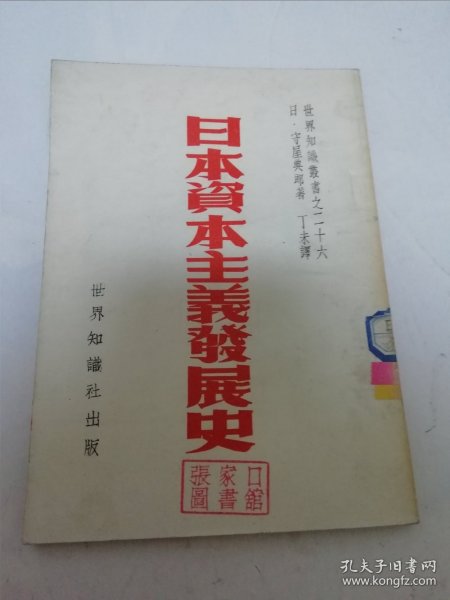 世界知識叢書之二十六
日·守屋典郎著 丁未譯
日本資本主義發展史
世界知識社出版
張家口
圖書舘
孔夫子旧书网
www.kongfz.com